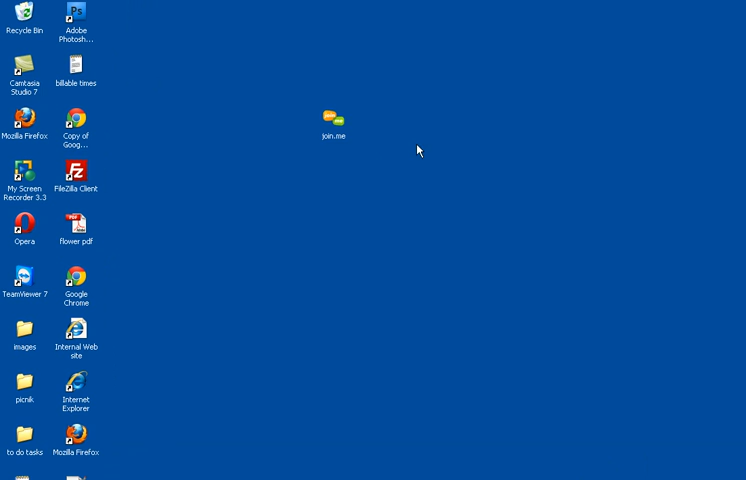 Recycle Bin
Adobe
Photosh...
Camtasia
Studio 7
billable times
Mozilla Firefox
Copy of
Goog...
join.me
My Screen
Recorder 3.3
FileZilla Client
Opera
flower pdf
TeamViewer 7
Google
Chrome
images
Internal Web
site
picnik
Internet
Explorer
to do tasks
Mozilla Firefox